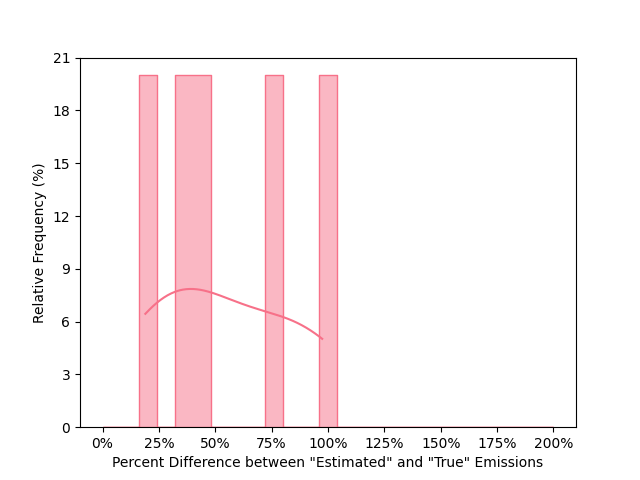 21
18
15
12
9
6
3
0
Relative Frequency (%)
0% 25% 50% 75% 100% 125% 150% 175% 200%
Percent Difference between "Estimated" and "True" Emissions